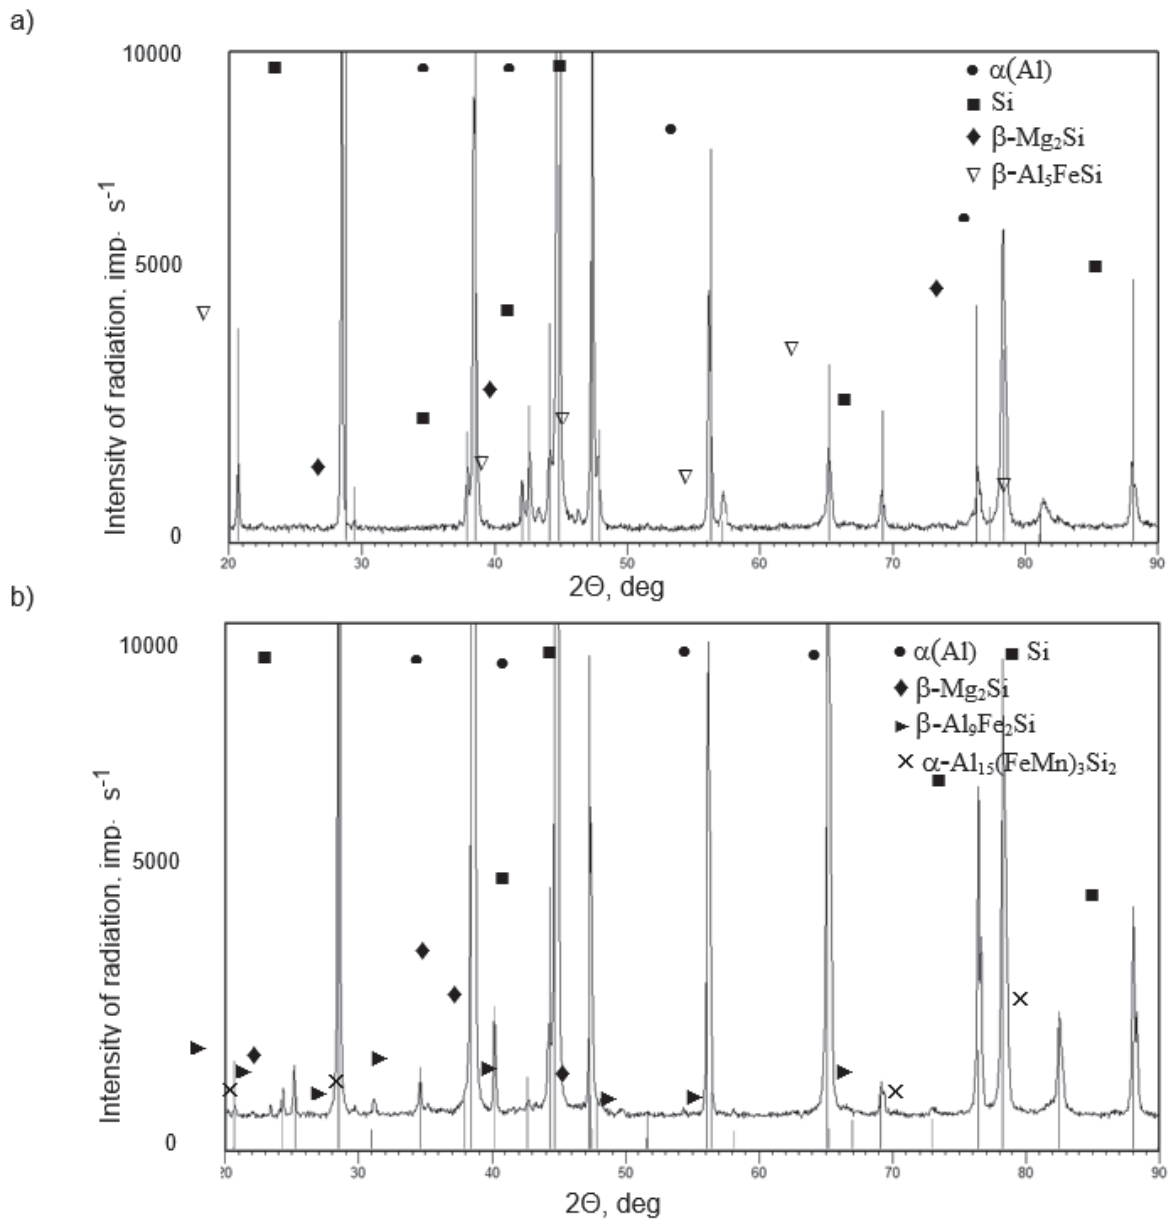 a)
10000
α(Al)
Si
β-Mg₂Si
β-Al₅FeSi
5000
0
Intensity of radiation. imp· s⁻¹
20 30 40 50 60 70 80 90
2Θ, deg
b)
10000
α(Al) Si
β-Mg₂Si
β-Al₉Fe₂Si
α-Al₁₅(FeMn)₃Si₂
5000
0
Intensity of radiation. imp· s⁻¹
20 30 40 50 60 70 80 90
2Θ, deg